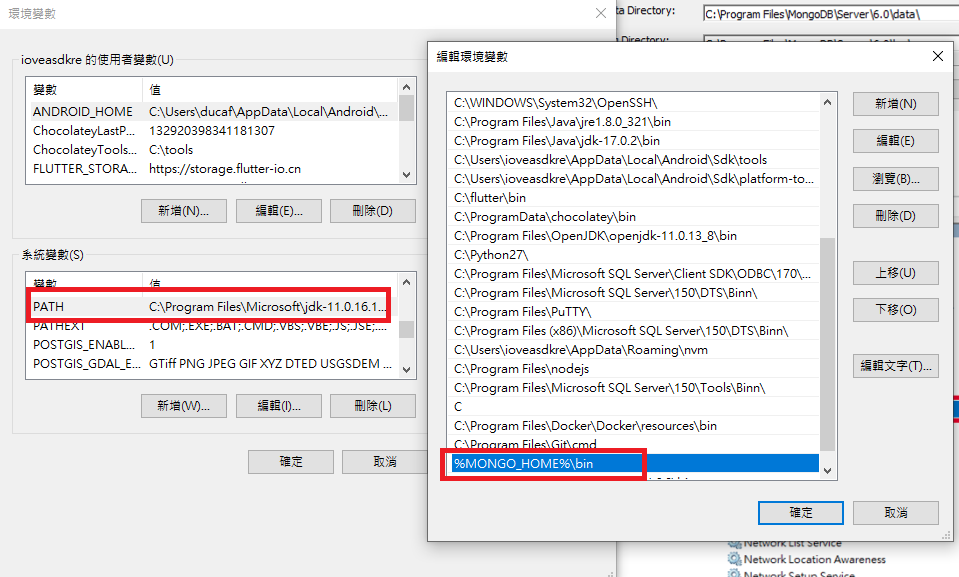 環境變數
ioveasdkre 的使用者變數(U)
變數 值
ANDROID_HOME C:\Users\ducaf\AppData\Local\Android\...
ChocolateyLastP... 132920398341181307
ChocolateyTools... C:\tools
FLUTTER_STORA... https://storage.flutter-io.cn
新增(N)... 編輯(E)... 刪除(D)
系統變數(S)
變數 值
PATH C:\Program Files\Microsoft\jdk-11.0.16.1...
PATHEXT .COM;.EXE;.BAT;.CMD;.VBS;.VBE;.JS;.JSE;....
POSTGIS_ENABL... 1
POSTGIS_GDAL_E... GTiff PNG JPEG GIF XYZ DTED USGSDEM ...
新增(W)... 編輯(I)... 刪除(L)
確定 取消
ta Directory: C:\Program Files\MongoDB\Server\6.0\data\
編輯環境變數
C:\WINDOWS\System32\OpenSSH\
C:\Program Files\Java\jre1.8.0_321\bin
C:\Program Files\Java\jdk-17.0.2\bin
C:\Users\ioveasdkre\AppData\Local\Android\Sdk\tools
C:\Users\ioveasdkre\AppData\Local\Android\Sdk\platform-to...
C:\flutter\bin
C:\ProgramData\chocolatey\bin
C:\Program Files\OpenJDK\openjdk-11.0.13_8\bin
C:\Python27\
C:\Program Files\Microsoft SQL Server\Client SDK\ODBC\170\...
C:\Program Files\Microsoft SQL Server\150\DTS\Binn\
C:\Program Files\PuTTY\
C:\Program Files (x86)\Microsoft SQL Server\150\DTS\Binn\
C:\Users\ioveasdkre\AppData\Roaming\nvm
C:\Program Files\nodejs
C:\Program Files\Microsoft SQL Server\150\Tools\Binn\
C
C:\Program Files\Docker\Docker\resources\bin
C:\Program Files\Git\cmd
%MONGO_HOME%\bin
新增(N)
編輯(E)
瀏覽(B)...
刪除(D)
上移(U)
下移(O)
編輯文字(T)...
確定 取消
Network List Service
Network Location Awareness
Network Setup Service